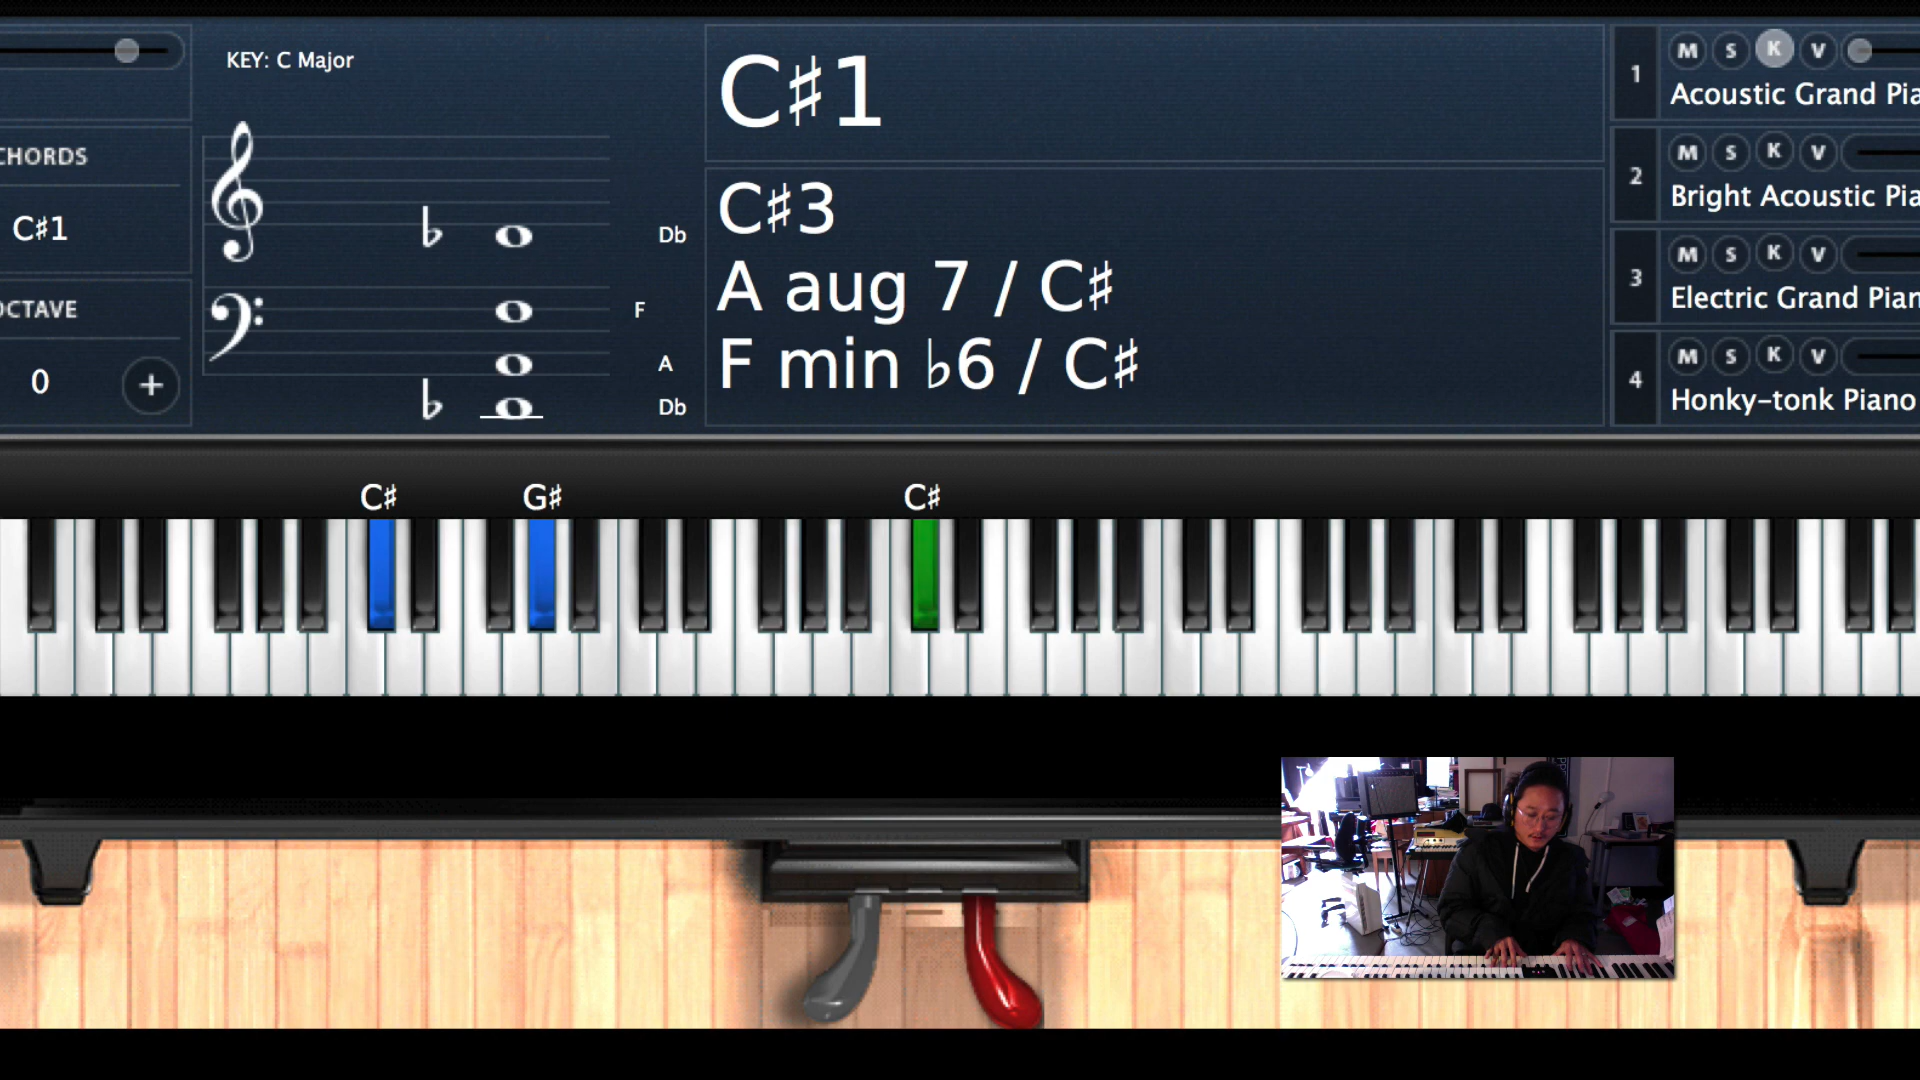 KEY: C Major
CHORDS
C♯1
OCTAVE
0
+
Db
F
A
Db
C♯1
C♯3
A aug 7 / C♯
F min ♭6 / C♯
1
M S K V
Acoustic Grand Pia
2
M S K V
Bright Acoustic Pia
3
M S K V
Electric Grand Pian
4
M S K V
Honky-tonk Piano
C♯ G♯ C♯